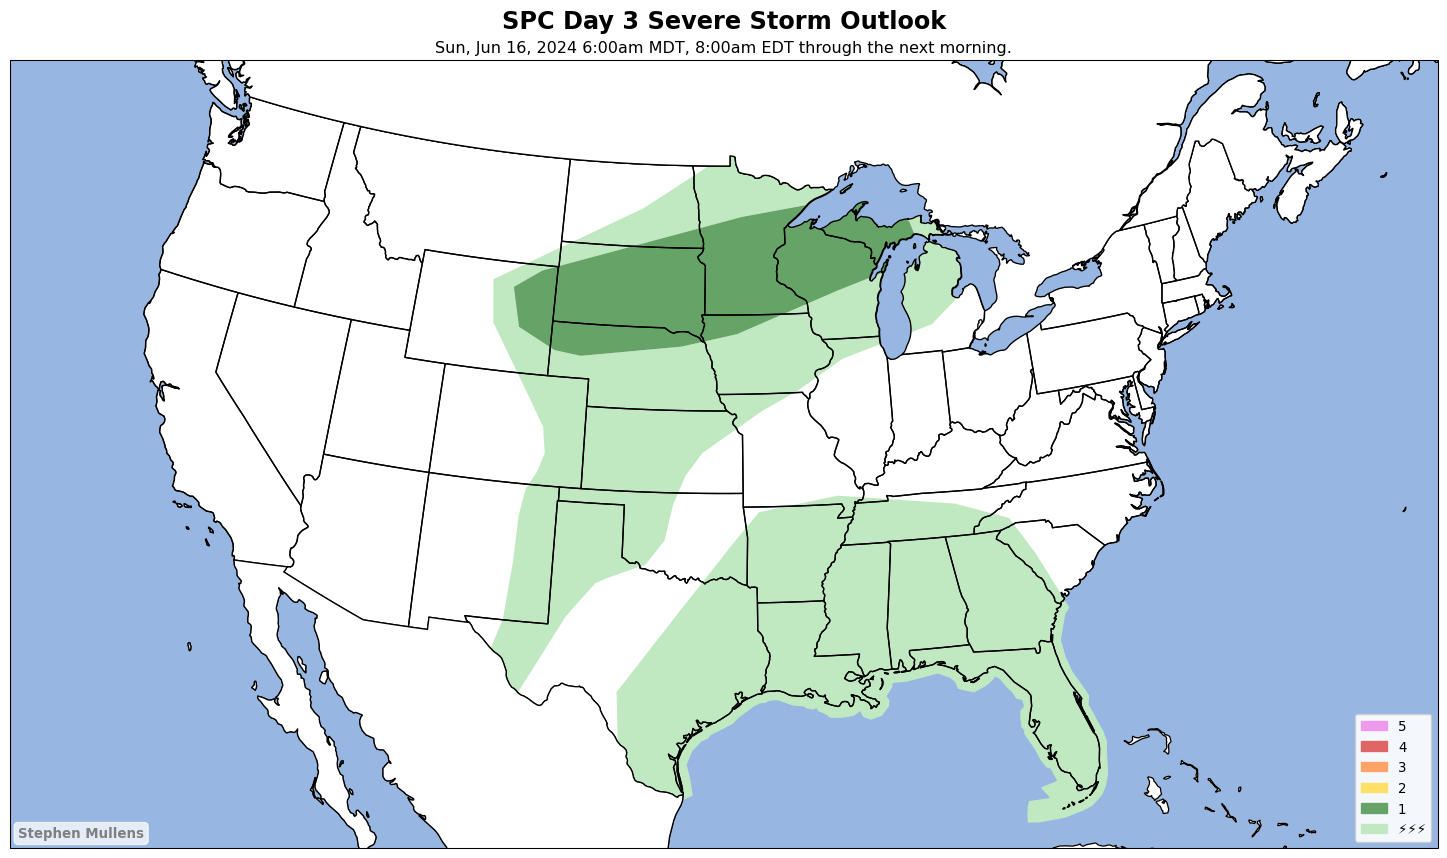 SPC Day 3 Severe Storm Outlook
Sun, Jun 16, 2024 6:00am MDT, 8:00am EDT through the next morning.
5
4
3
2
1
⚡⚡⚡
Stephen Mullens